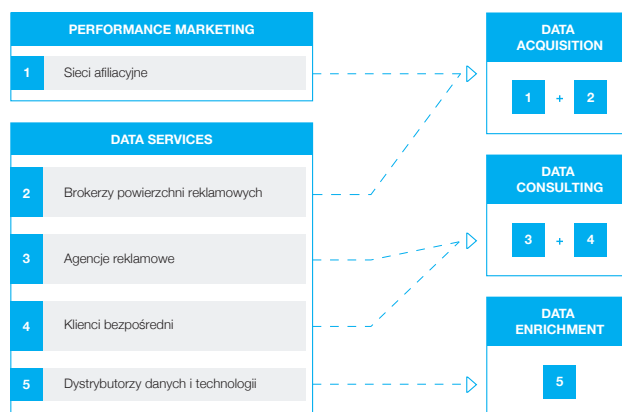 PERFORMANCE MARKETING
1 Sieci afiliacyjne
DATA SERVICES
2 Brokerzy powierzchni reklamowych
3 Agencje reklamowe
4 Klienci bezpośredni
5 Dystrybutorzy danych i technologii
DATA
ACQUISITION
1 + 2
DATA
CONSULTING
3 + 4
DATA
ENRICHMENT
5